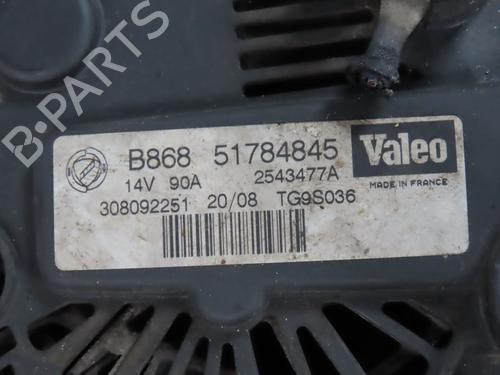 B-PARTS
B868 51784845 Valeo
14V 90A 2543477A MADE IN FRANCE
308092251 20/08 TG9S036